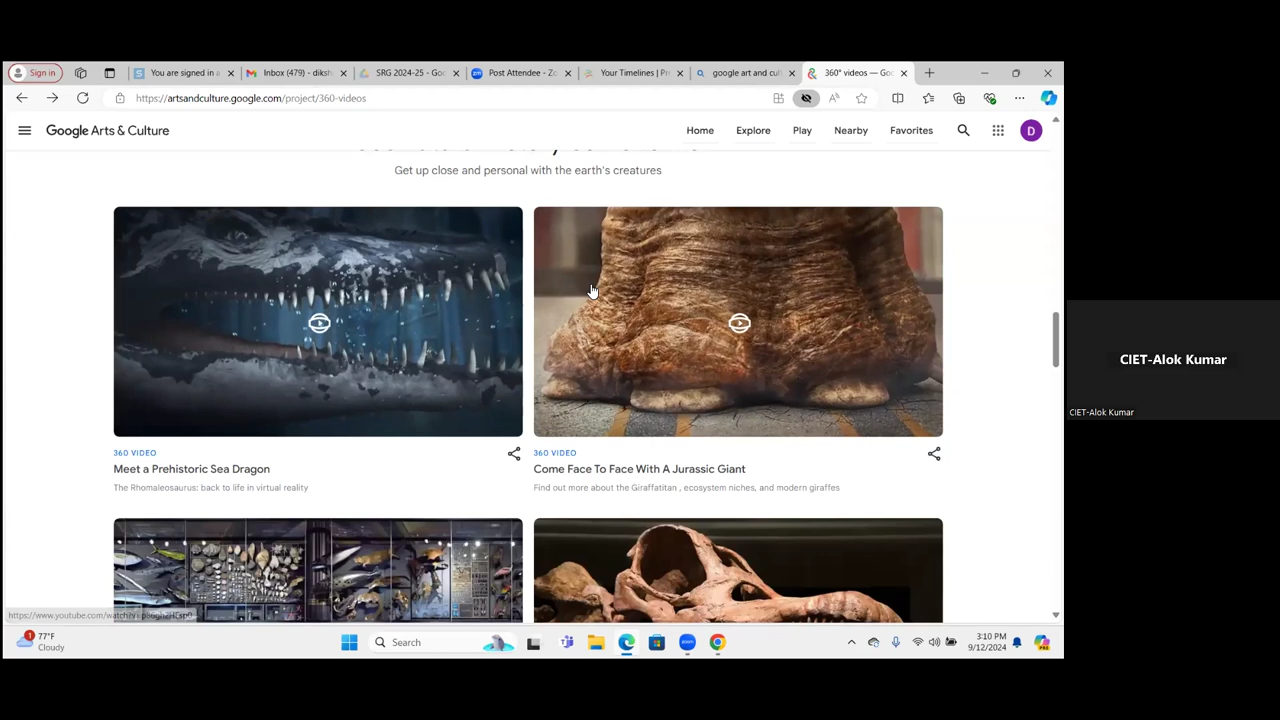 Sign in
You are signed in a
Inbox (479) - diksh
SRG 2024-25 - Goo
Post Attendee - Zo
Your Timelines | Pr
google art and cul
360° videos — Goo
https://artsandculture.google.com/project/360-videos
Google Arts & Culture
Home
Explore
Play
Nearby
Favorites
D
Get up close and personal with the earth's creatures
360 VIDEO
Meet a Prehistoric Sea Dragon
The Rhomaleosaurus: back to life in virtual reality
360 VIDEO
Come Face To Face With A Jurassic Giant
Find out more about the Giraffatitan , ecosystem niches, and modern giraffes
CIET-Alok Kumar
CIET-Alok Kumar
1
77°F
Cloudy
Search
3:10 PM
9/12/2024